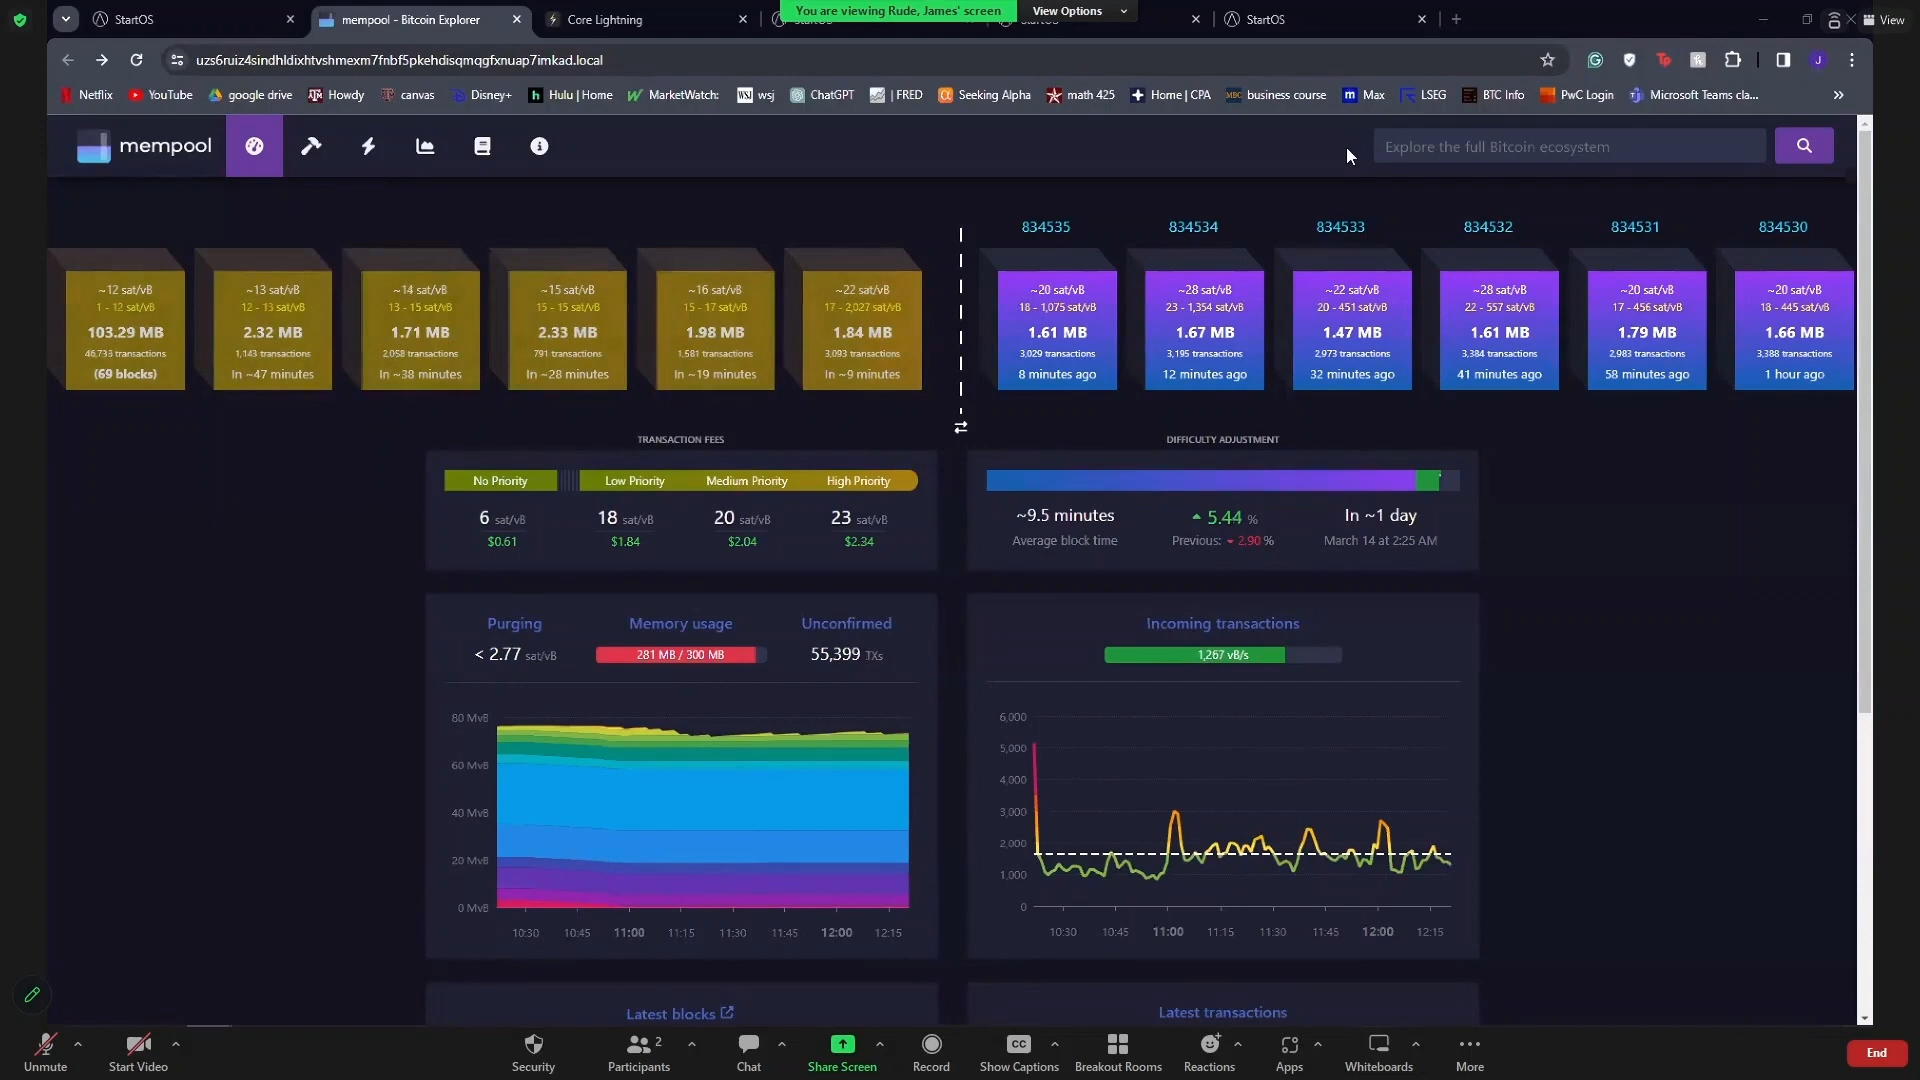 StartOS
mempool - Bitcoin Explorer
Core Lightning
You are viewing Rude, James' screen
View Options
StartOS
View
uzs6ruiz4sindhldixhtvshmexm7fnbf5pkehdisqmqgfxnuap7imkad.local
Netflix
YouTube
google drive
Howdy
canvas
Disney+
Hulu | Home
MarketWatch:
wsj
ChatGPT
| FRED
Seeking Alpha
math 425
Home | CPA
business course
Max
LSEG
BTC Info
PwC Login
Microsoft Teams cla...
mempool
Explore the full Bitcoin ecosystem
834535
834534
834533
834532
834531
834530
~12 sat/vB
1 - 12 sat/vB
103.29 MB
46,733 transactions
(69 blocks)
~13 sat/vB
12 - 13 sat/vB
2.32 MB
1,143 transactions
In ~47 minutes
~14 sat/vB
13 - 15 sat/vB
1.71 MB
2,058 transactions
In ~38 minutes
~15 sat/vB
15 - 15 sat/vB
2.33 MB
791 transactions
In ~28 minutes
~16 sat/vB
15 - 17 sat/vB
1.98 MB
1,581 transactions
In ~19 minutes
~22 sat/vB
17 - 2,027 sat/vB
1.84 MB
3,093 transactions
In ~9 minutes
~20 sat/vB
18 - 1,075 sat/vB
1.61 MB
3,029 transactions
8 minutes ago
~28 sat/vB
23 - 1,354 sat/vB
1.67 MB
3,195 transactions
12 minutes ago
~22 sat/vB
20 - 451 sat/vB
1.47 MB
2,973 transactions
32 minutes ago
~28 sat/vB
22 - 557 sat/vB
1.61 MB
3,384 transactions
41 minutes ago
~20 sat/vB
17 - 456 sat/vB
1.79 MB
2,983 transactions
58 minutes ago
~20 sat/vB
18 - 445 sat/vB
1.66 MB
3,388 transactions
1 hour ago
TRANSACTION FEES
No Priority
Low Priority
Medium Priority
High Priority
6 sat/vB
18 sat/vB
20 sat/vB
23 sat/vB
$0.61
$1.84
$2.04
$2.34
DIFFICULTY ADJUSTMENT
~9.5 minutes
5.44 %
In ~1 day
Average block time
Previous: 2.90 %
March 14 at 2:25 AM
Purging
Memory usage
Unconfirmed
< 2.77 sat/vB
281 MB / 300 MB
55,399 TXs
80 MvB
60 MvB
40 MvB
20 MvB
0 MvB
10:30
10:45
11:00
11:15
11:30
11:45
12:00
12:15
Incoming transactions
1,267 vB/s
6,000
5,000
4,000
3,000
2,000
1,000
0
10:30
10:45
11:00
11:15
11:30
11:45
12:00
12:15
Latest blocks
Latest transactions
Unmute
Start Video
Security
2
Participants
Chat
Share Screen
Record
CC
Show Captions
Breakout Rooms
Reactions
Apps
Whiteboards
More
End